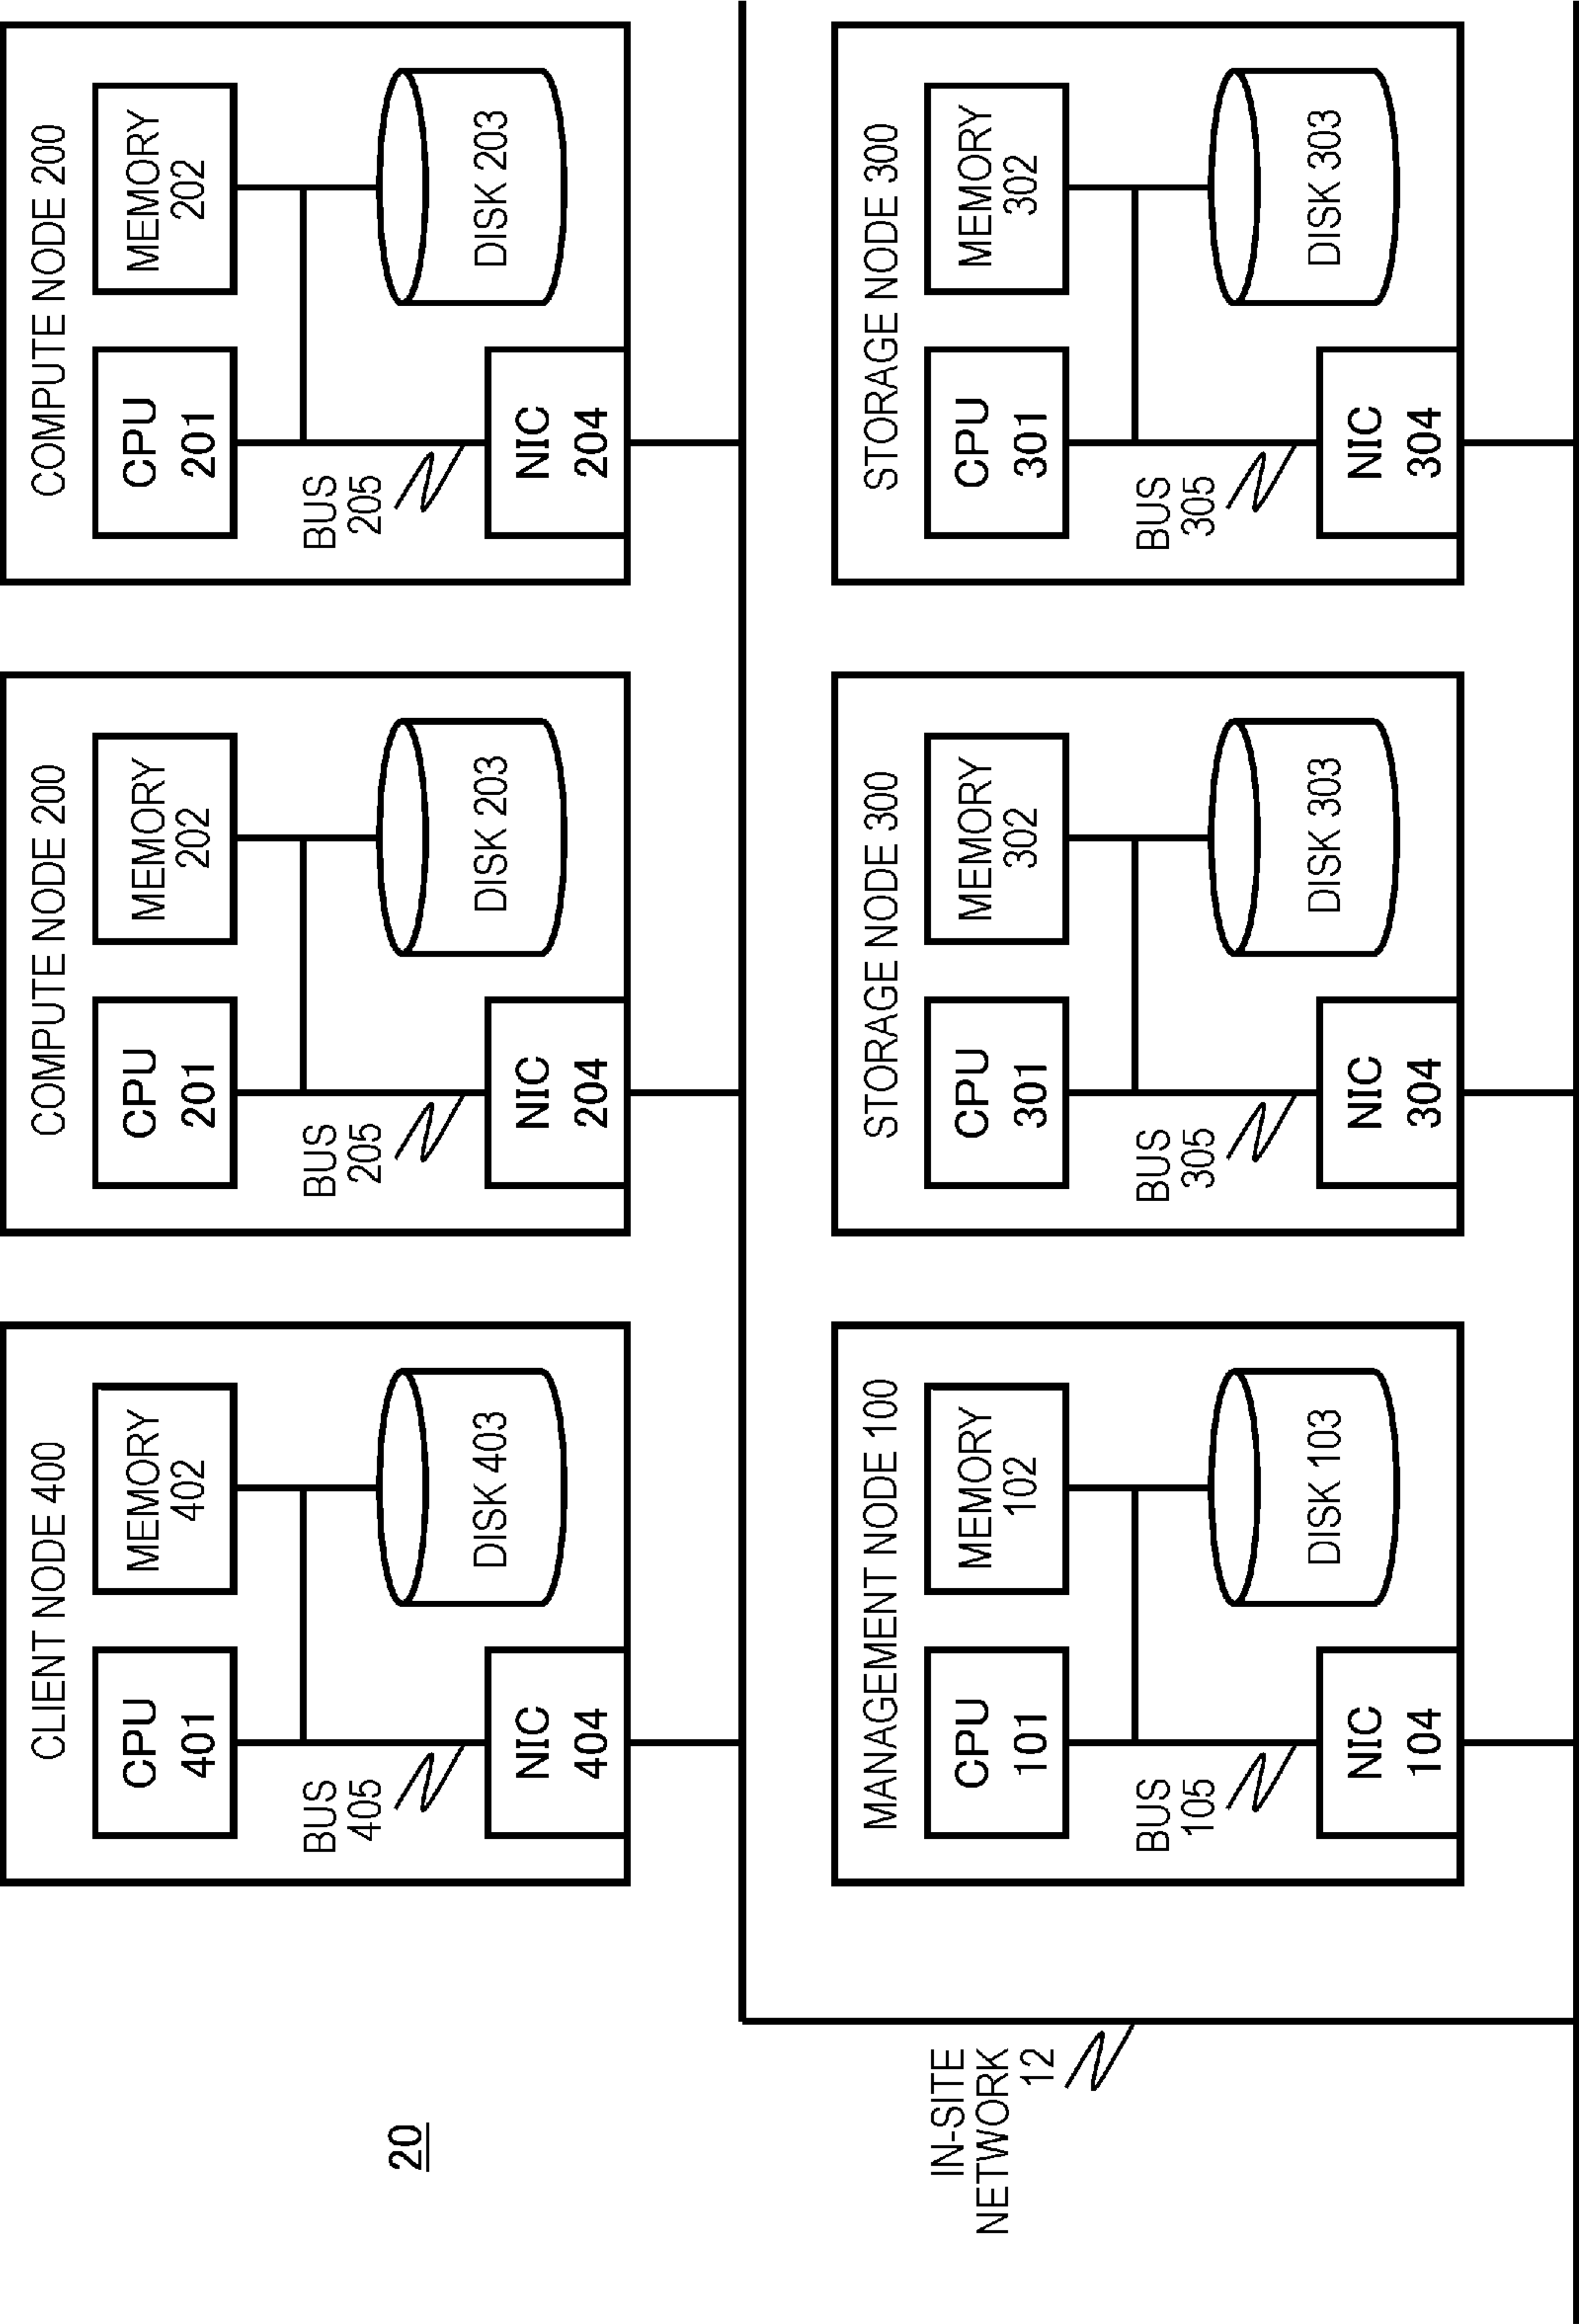 20
CLIENT NODE 400
CPU
401
MEMORY
402
BUS
405
NIC
404
DISK 403
COMPUTE NODE 200
CPU
201
MEMORY
202
BUS
205
NIC
204
DISK 203
COMPUTE NODE 200
CPU
201
MEMORY
202
BUS
205
NIC
204
DISK 203
IN-SITE
NETWORK
12
MANAGEMENT NODE 100
CPU
101
MEMORY
102
BUS
105
NIC
104
DISK 103
STORAGE NODE 300
CPU
301
MEMORY
302
BUS
305
NIC
304
DISK 303
STORAGE NODE 300
CPU
301
MEMORY
302
BUS
305
NIC
304
DISK 303